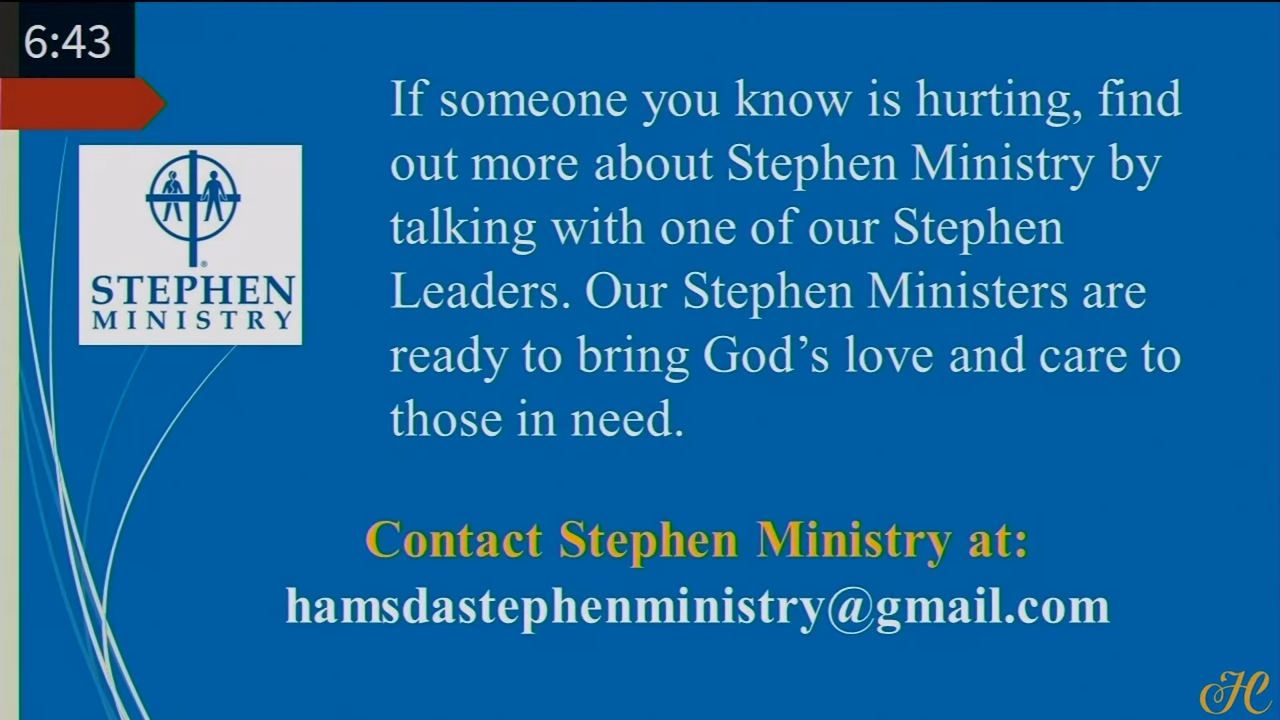 6:43
If someone you know is hurting, find
out more about Stephen Ministry by
talking with one of our Stephen
Leaders. Our Stephen Ministers are
ready to bring God’s love and care to
those in need.
STEPHEN
MINISTRY
®
Contact Stephen Ministry at:
hamsdastephenministry@gmail.com
HC